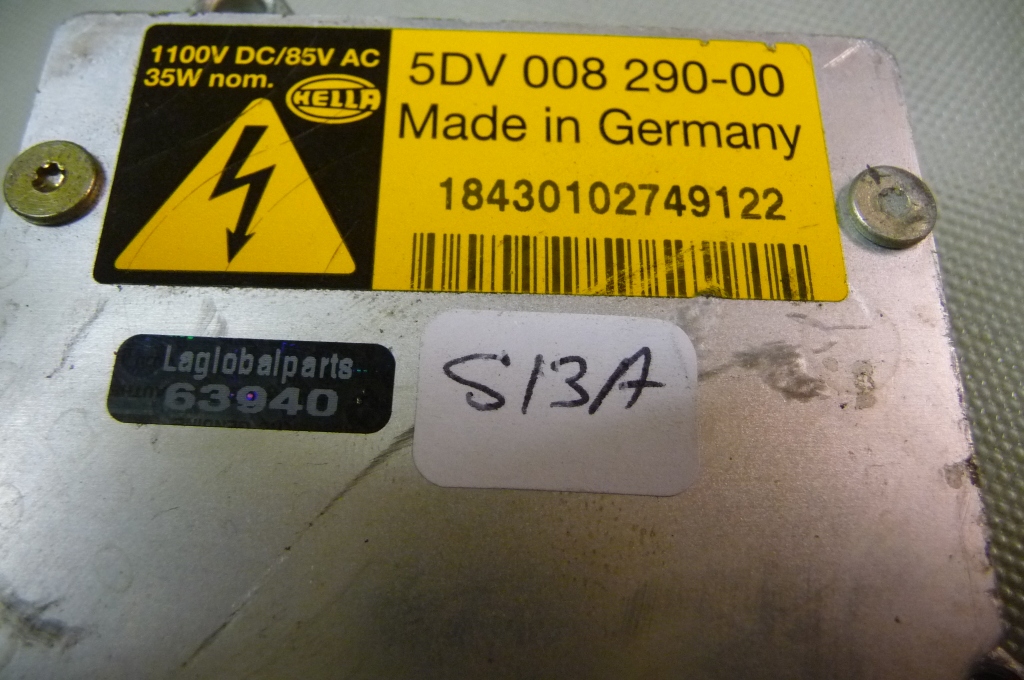 1100V DC/85V AC
35W nom.
HELLA
5DV 008 290-00
Made in Germany
18430102749122
Laglobalparts
63940
S13A